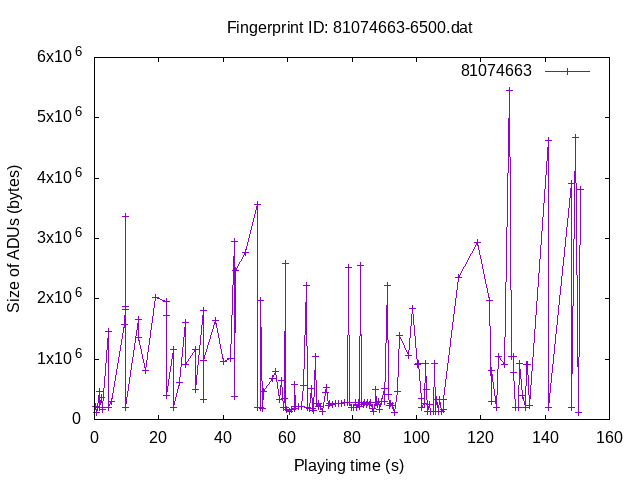 Fingerprint ID: 81074663-6500.dat
81074663
6x10^6
5x10^6
4x10^6
3x10^6
2x10^6
1x10^6
0
Size of ADUs (bytes)
0 20 40 60 80 100 120 140 160
Playing time (s)